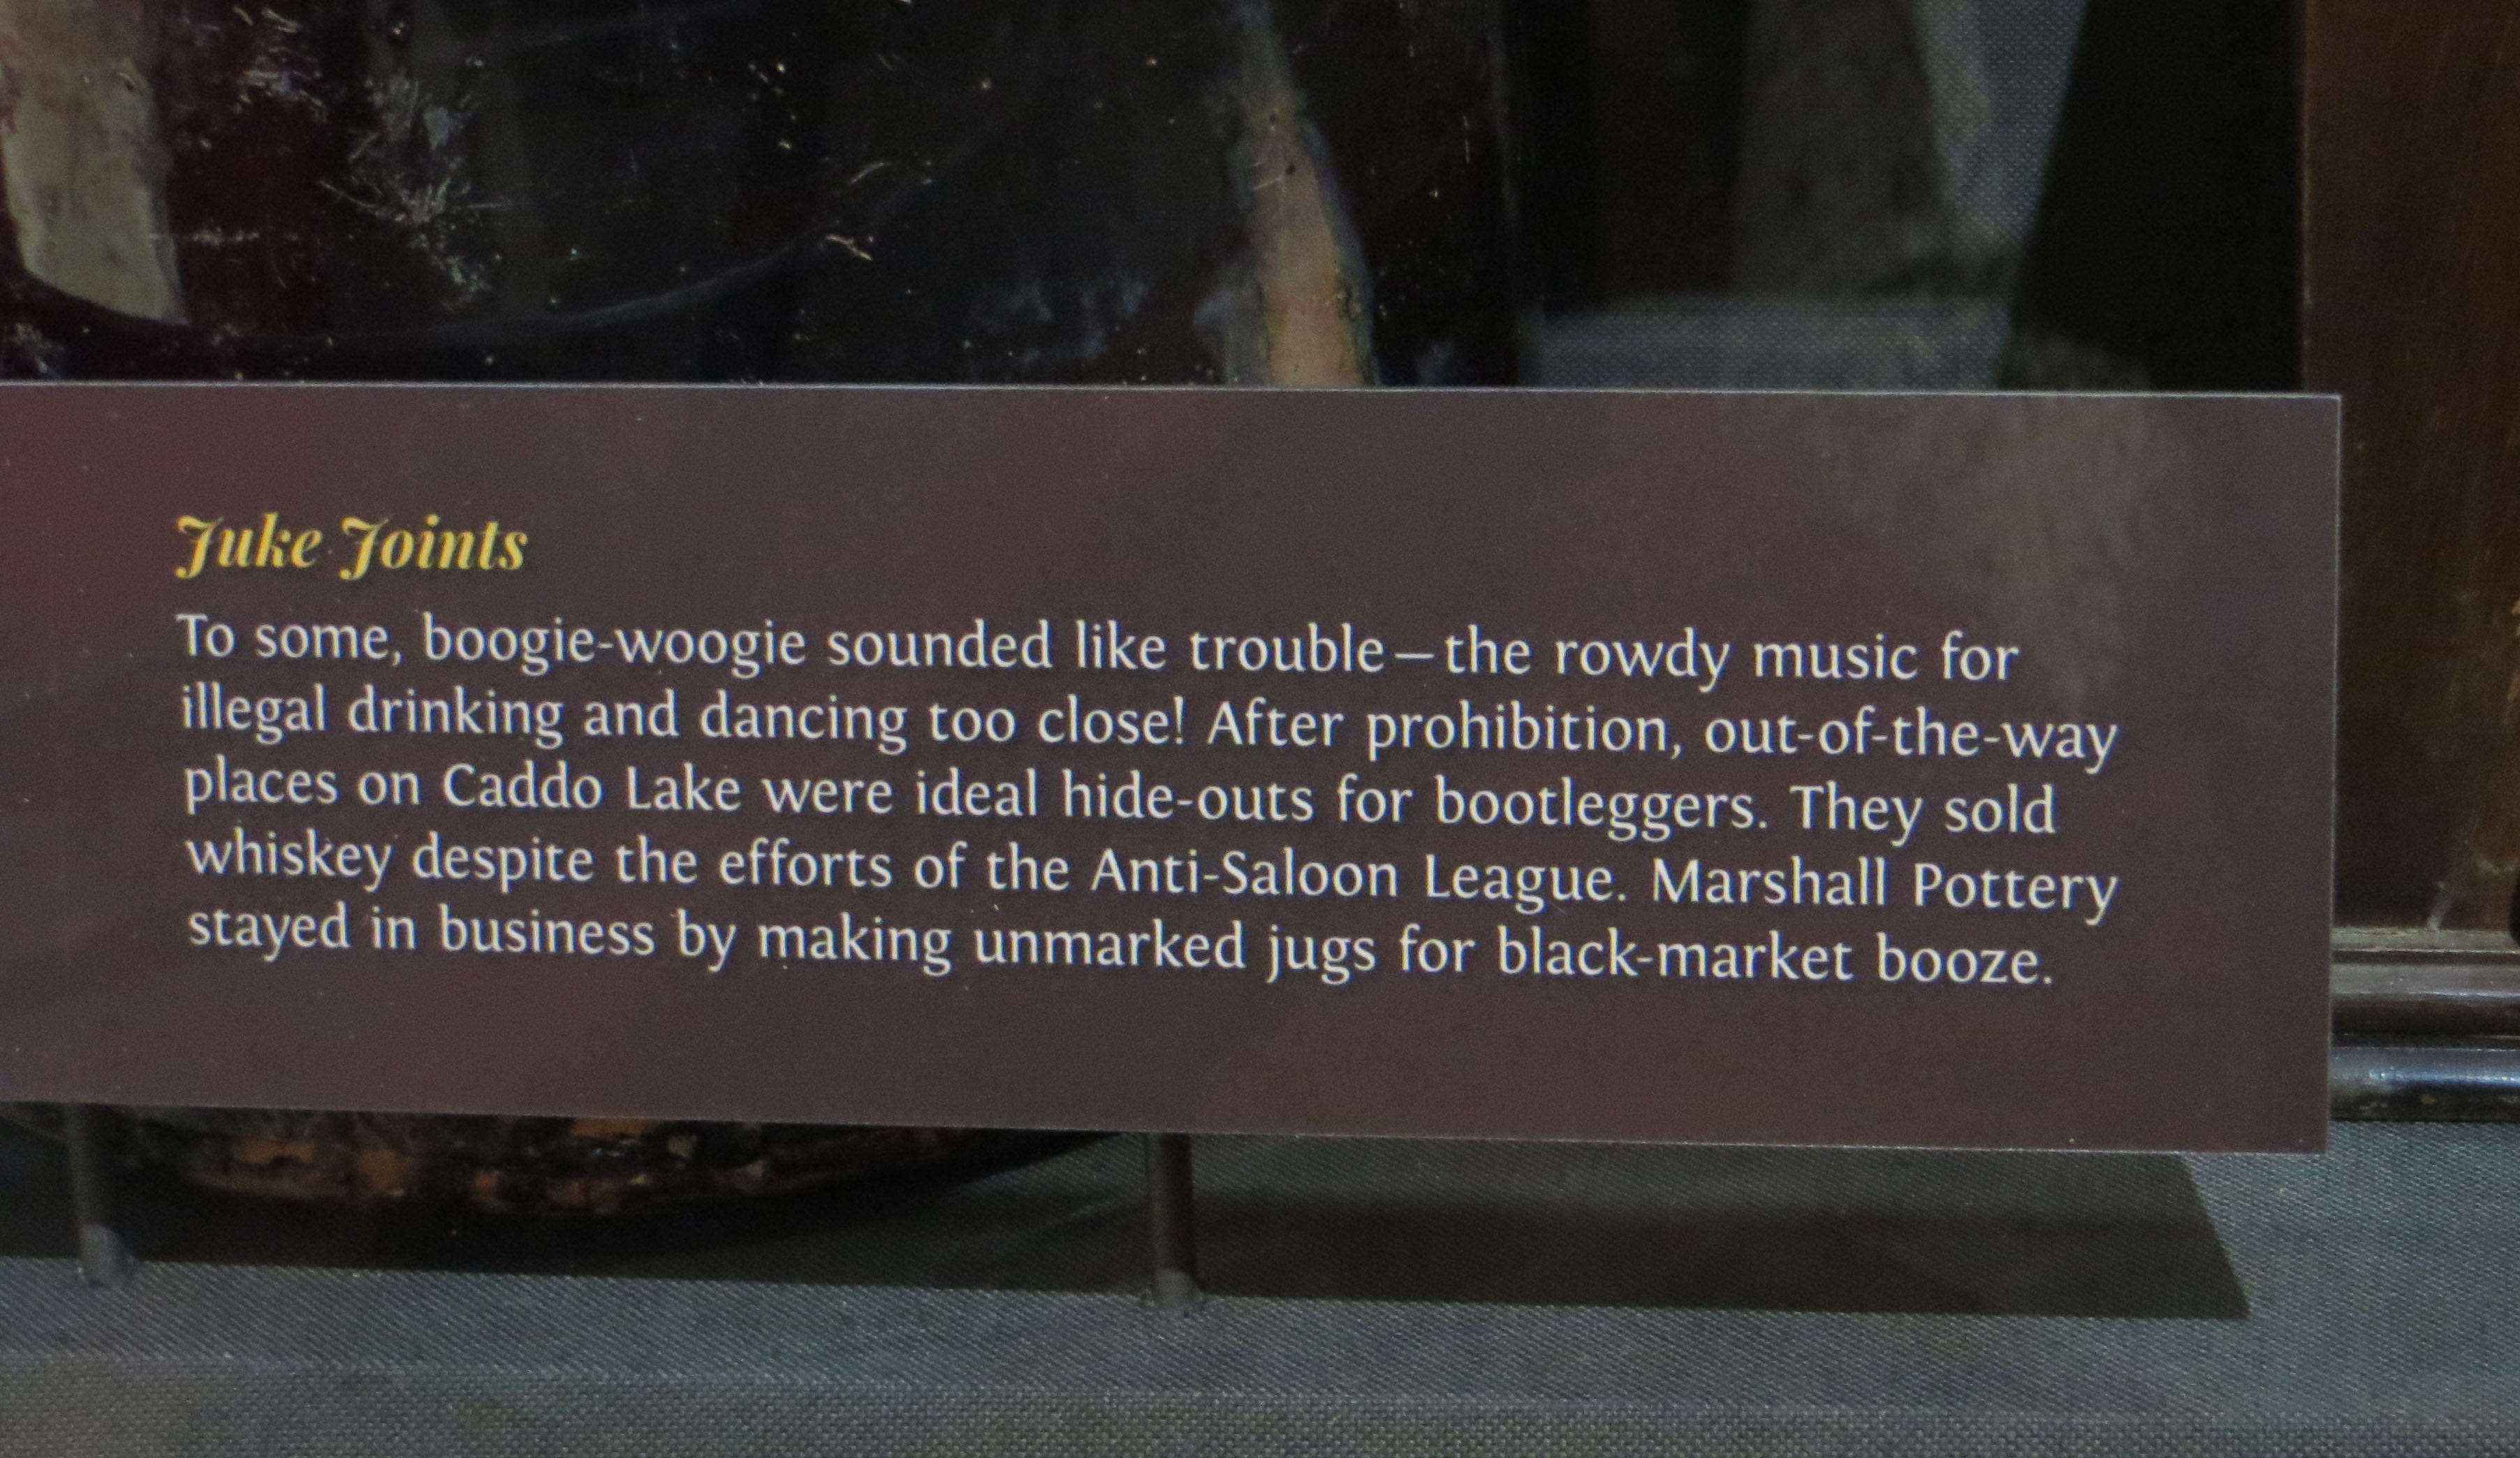 Juke Joints
To some, boogie-woogie sounded like trouble—the rowdy music for
illegal drinking and dancing too close! After prohibition, out-of-the-way
places on Caddo Lake were ideal hide-outs for bootleggers. They sold
whiskey despite the efforts of the Anti-Saloon League. Marshall Pottery
stayed in business by making unmarked jugs for black-market booze.